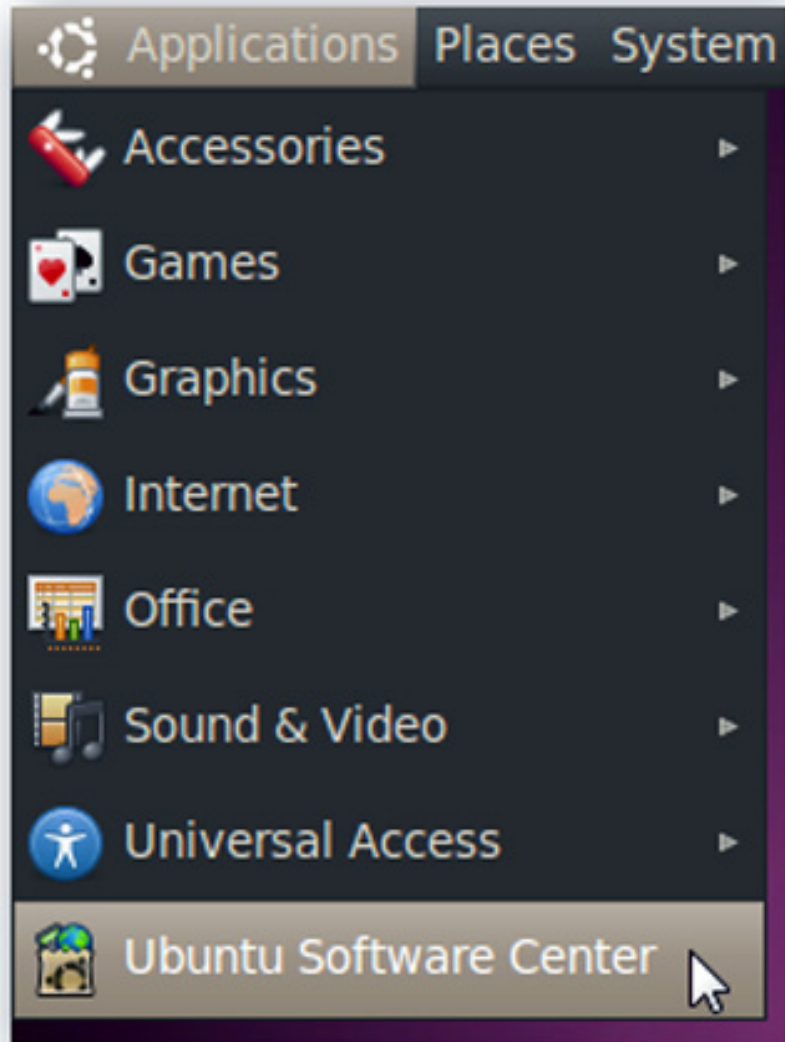 Applications Places System
Accessories
Games
Graphics
Internet
Office
Sound & Video
Universal Access
Ubuntu Software Center